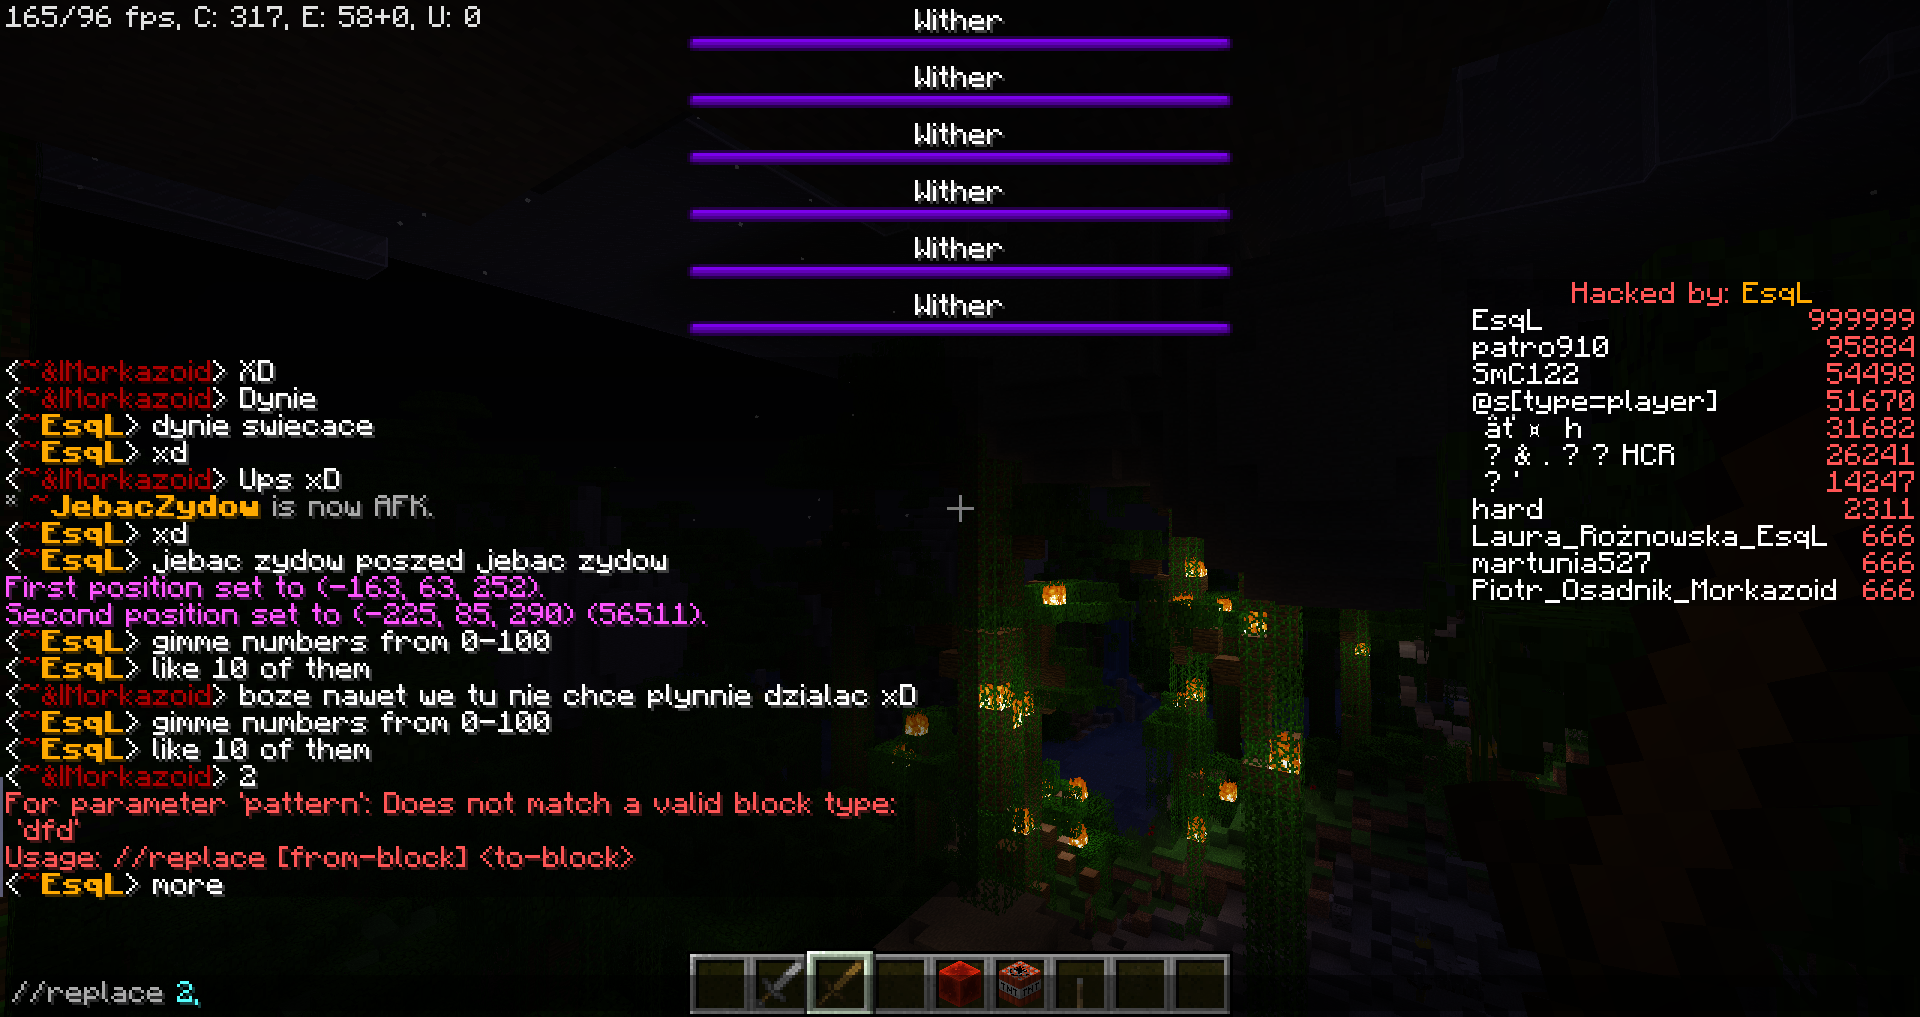 165/96 fps, C: 317, E: 58+0, U: 0
Wither
Wither
Wither
Wither
Wither
Wither
Hacked by: EsqL
EsqL 999999
patro910 95884
SmC122 54498
@s[type=player] 51670
ât' ¤ h 31682
? & . ? ? HCR 26241
? ' 14247
hard 2311
Laura_Rożnowska_EsqL 666
martunia527 666
Piotr_Osadnik_Morkazoid 666
<~&lMorkazoid> XD
<~&lMorkazoid> Dynie
<~EsqL> dynie swiecace
<~EsqL> xd
<~&lMorkazoid> Ups xD
* ~JebacZydow is now AFK.
<~EsqL> xd
<~EsqL> jebac zydow poszed jebac zydow
First position set to (-163, 63, 252).
Second position set to (-225, 85, 290) (56511).
<~EsqL> gimme numbers from 0-100
<~EsqL> like 10 of them
<~&lMorkazoid> boze nawet we tu nie chce plynnie dzialac xD
<~EsqL> gimme numbers from 0-100
<~EsqL> like 10 of them
<~&lMorkazoid> 2
For parameter 'pattern': Does not match a valid block type:
'dfd'
Usage: //replace [from-block] <to-block>
<~EsqL> more
//replace 2,
TNT TNT